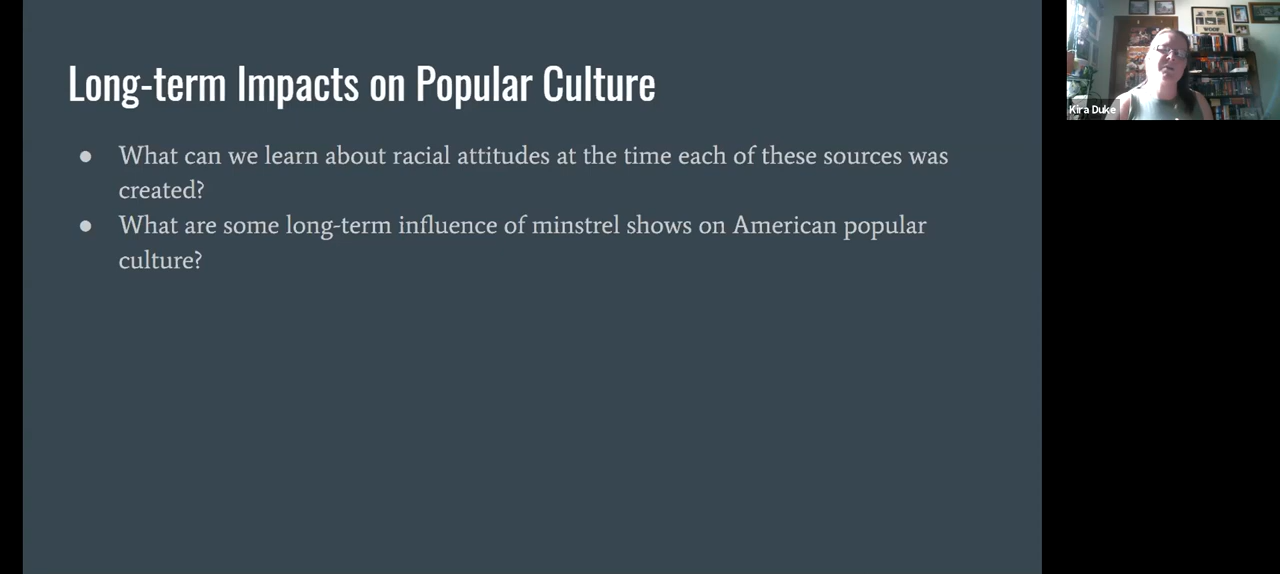 Long-term Impacts on Popular Culture
● What can we learn about racial attitudes at the time each of these sources was
created?
● What are some long-term influence of minstrel shows on American popular
culture?
WOOF
Kira Duke